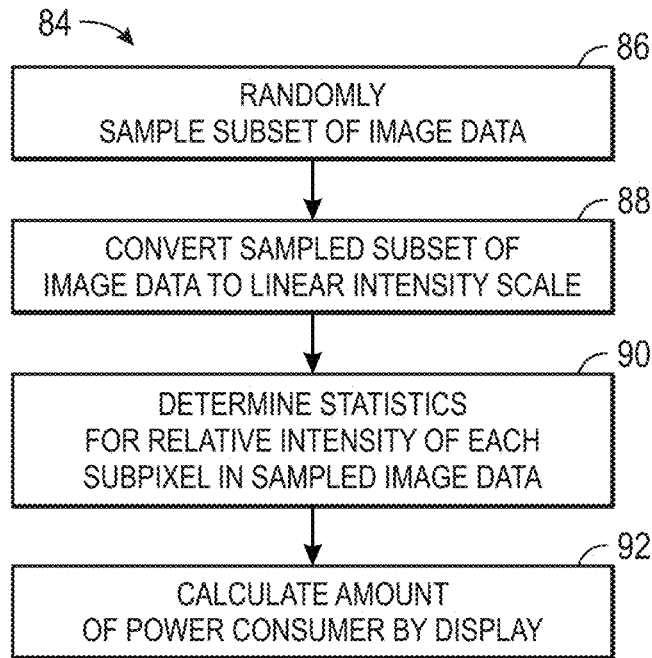 84
86
RANDOMLY
SAMPLE SUBSET OF IMAGE DATA
88
CONVERT SAMPLED SUBSET OF
IMAGE DATA TO LINEAR INTENSITY SCALE
90
DETERMINE STATISTICS
FOR RELATIVE INTENSITY OF EACH
SUBPIXEL IN SAMPLED IMAGE DATA
92
CALCULATE AMOUNT
OF POWER CONSUMER BY DISPLAY